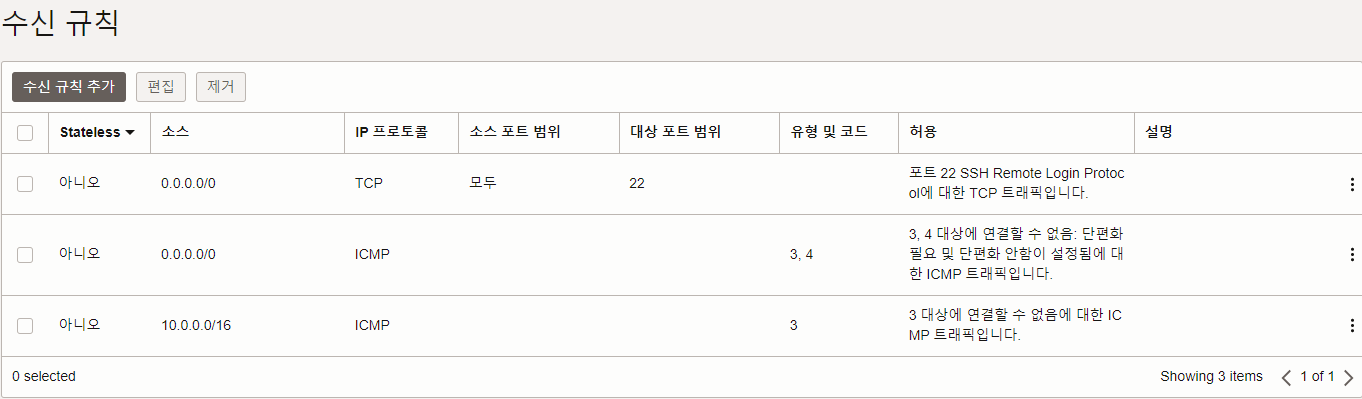 수신 규칙
수신 규칙 추가 편집 제거
Stateless 소스 IP 프로토콜 소스 포트 범위 대상 포트 범위 유형 및 코드 허용 설명
아니오 0.0.0.0/0 TCP 모두 22 포트 22 SSH Remote Login Protoc
ol에 대한 TCP 트래픽입니다.
3, 4 대상에 연결할 수 없음: 단편화
아니오 0.0.0.0/0 ICMP 3, 4 필요 및 단편화 안함이 설정됨에 대
한 ICMP 트래픽입니다.
아니오 10.0.0.0/16 ICMP 3 3 대상에 연결할 수 없음에 대한 IC
MP 트래픽입니다.
0 selected Showing 3 items 1 of 1